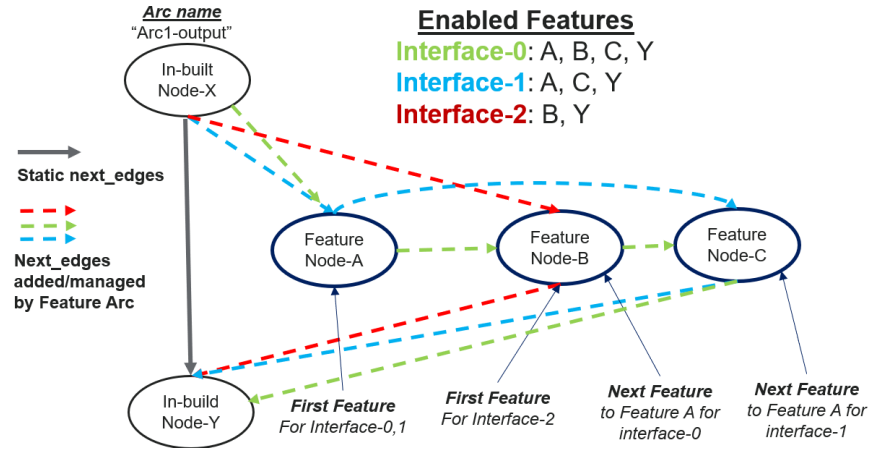 Arc name
“Arc1-output”
In-built
Node-X
Enabled Features
Interface-0: A, B, C, Y
Interface-1: A, C, Y
Interface-2: B, Y
Static next_edges
Next_edges
added/managed
by Feature Arc
Feature
Node-A
Feature
Node-B
Feature
Node-C
In-build
Node-Y
First Feature
For Interface-0,1
First Feature
For Interface-2
Next Feature
to Feature A for
interface-0
Next Feature
to Feature A for
interface-1